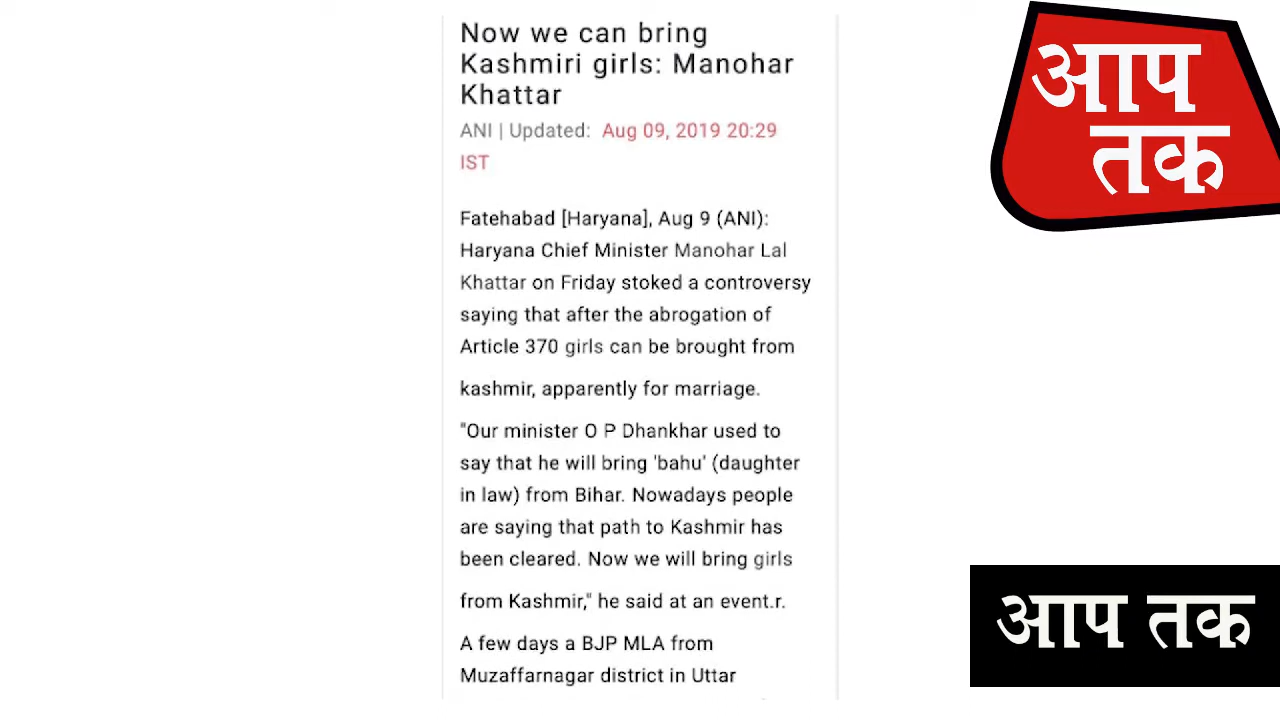 Now we can bring
Kashmiri girls: Manohar
Khattar
ANI | Updated: Aug 09, 2019 20:29
IST
Fatehabad [Haryana], Aug 9 (ANI):
Haryana Chief Minister Manohar Lal
Khattar on Friday stoked a controversy
saying that after the abrogation of
Article 370 girls can be brought from
kashmir, apparently for marriage.
"Our minister O P Dhankhar used to
say that he will bring 'bahu' (daughter
in law) from Bihar. Nowadays people
are saying that path to Kashmir has
been cleared. Now we will bring girls
from Kashmir," he said at an event.r.
A few days a BJP MLA from
Muzaffarnagar district in Uttar
आप
तक
आप तक